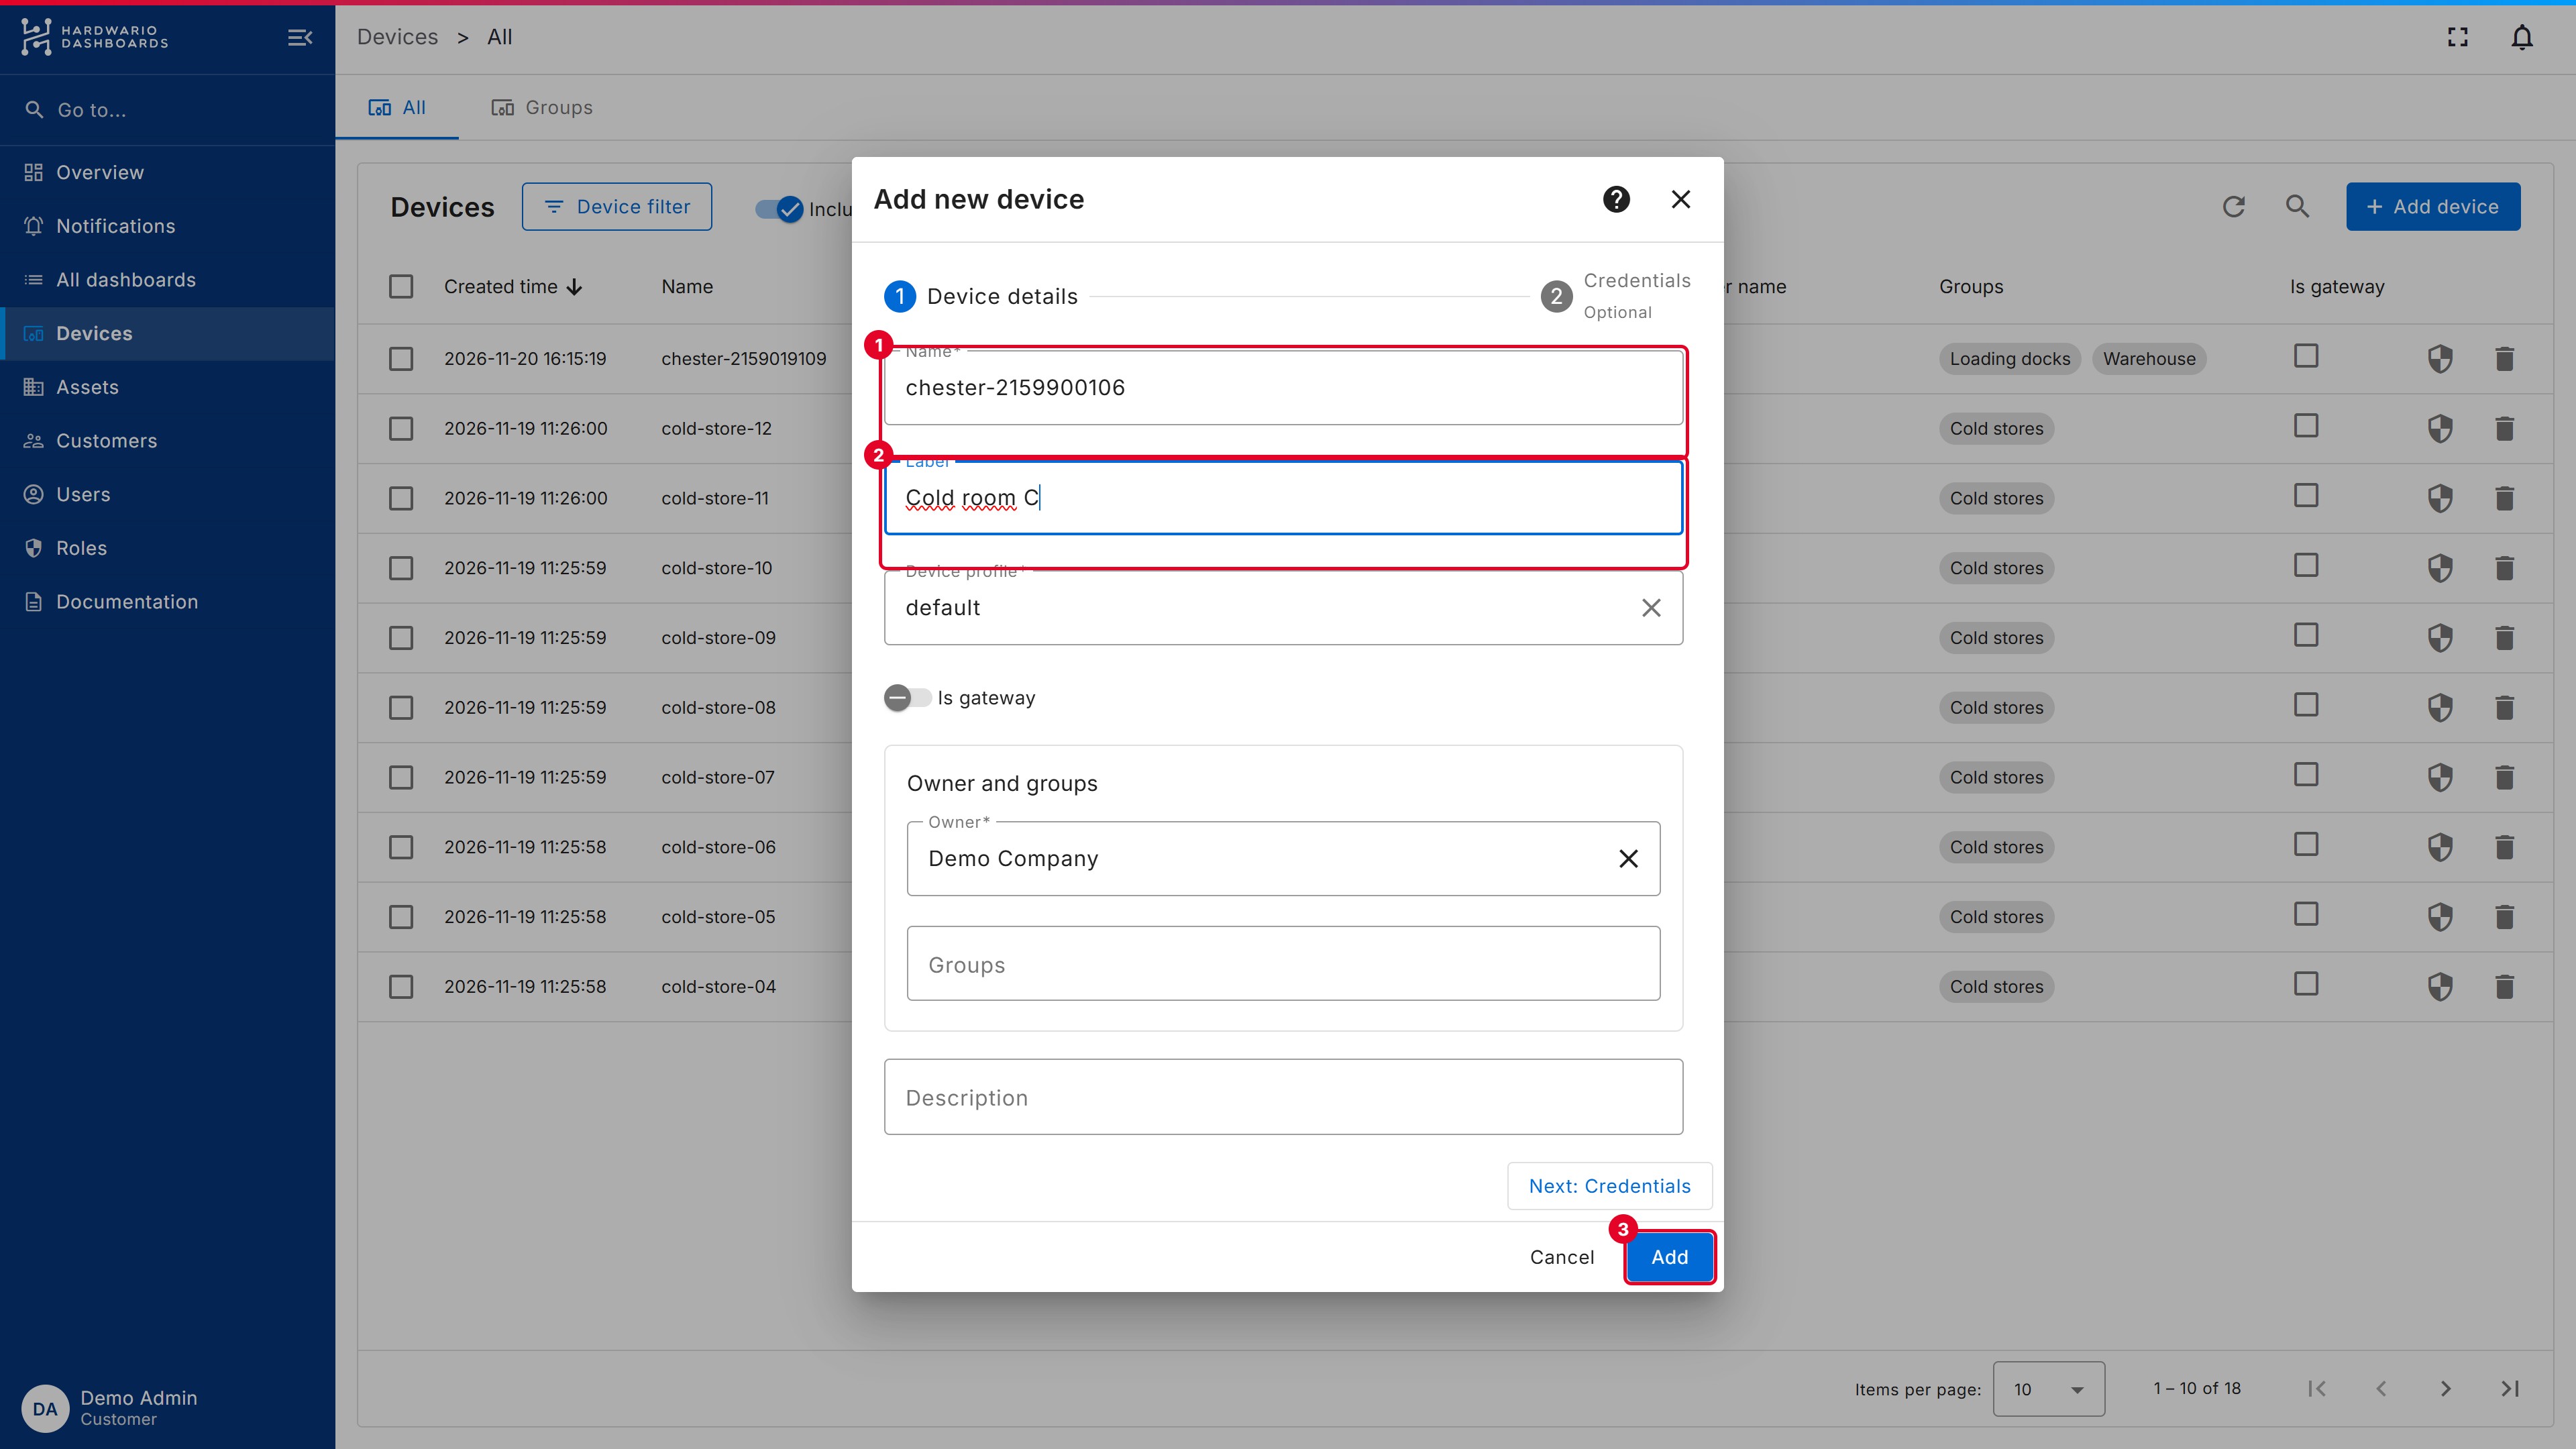 HARDWARIO
DASHBOARDS
Go to...
Overview
Notifications
All dashboards
Devices
Assets
Customers
Users
Roles
Documentation
DA
Demo Admin
Customer
Devices > All
All
Groups
Devices
Device filter
Inclu
Add device
Created time
Name
r name
Groups
Is gateway
2026-11-20 16:15:19 chester-2159019109 Loading docks Warehouse
2026-11-19 11:26:00 cold-store-12 Cold stores
2026-11-19 11:26:00 cold-store-11 Cold stores
2026-11-19 11:25:59 cold-store-10 Cold stores
2026-11-19 11:25:59 cold-store-09 Cold stores
2026-11-19 11:25:59 cold-store-08 Cold stores
2026-11-19 11:25:59 cold-store-07 Cold stores
2026-11-19 11:25:58 cold-store-06 Cold stores
2026-11-19 11:25:58 cold-store-05 Cold stores
2026-11-19 11:25:58 cold-store-04 Cold stores
Items per page:
10
1 – 10 of 18
Add new device
?
1 Device details
2 Credentials
Optional
1
Name*
chester-2159900106
2
Label
Cold room C
Device profile*
default
Is gateway
Owner and groups
Owner*
Demo Company
Groups
Description
Next: Credentials
3
Cancel
Add